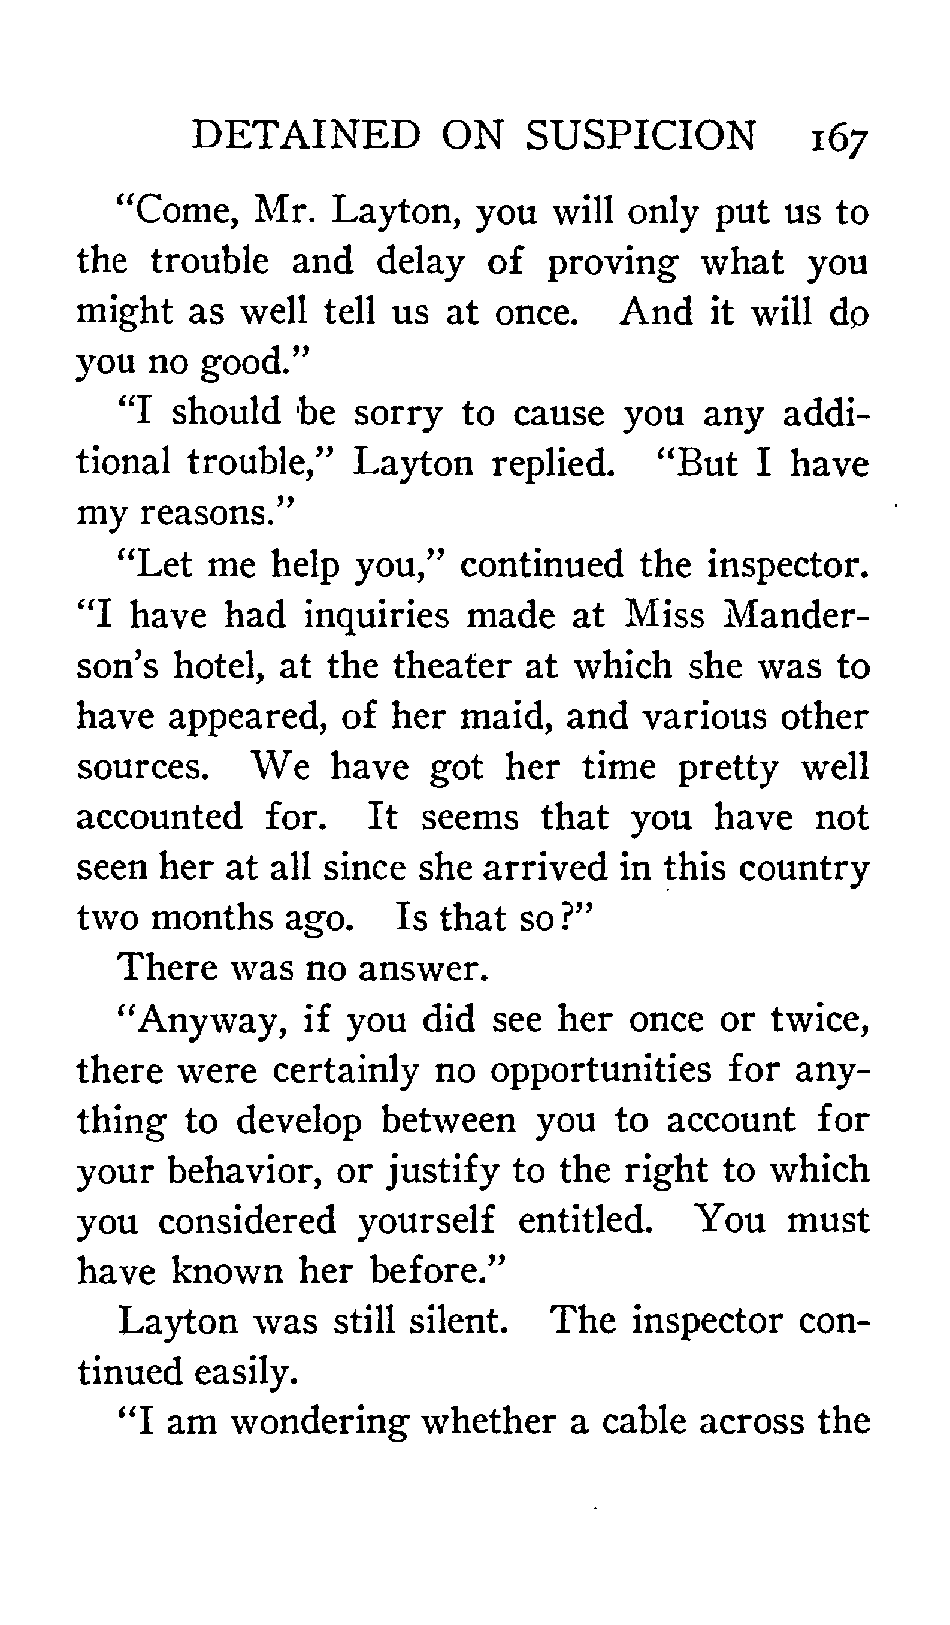 DETAINED ON SUSPICION 167
"Come, Mr. Layton, you will only put us to
the trouble and delay of proving what you
might as well tell us at once. And it will do
you no good."
"I should be sorry to cause you any addi-
tional trouble," Layton replied. "But I have
my reasons."
"Let me help you," continued the inspector.
"I have had inquiries made at Miss Mander-
son's hotel, at the theater at which she was to
have appeared, of her maid, and various other
sources. We have got her time pretty well
accounted for. It seems that you have not
seen her at all since she arrived in this country
two months ago. Is that so?"
There was no answer.
"Anyway, if you did see her once or twice,
there were certainly no opportunities for any-
thing to develop between you to account for
your behavior, or justify to the right to which
you considered yourself entitled. You must
have known her before."
Layton was still silent. The inspector con-
tinued easily.
"I am wondering whether a cable across the